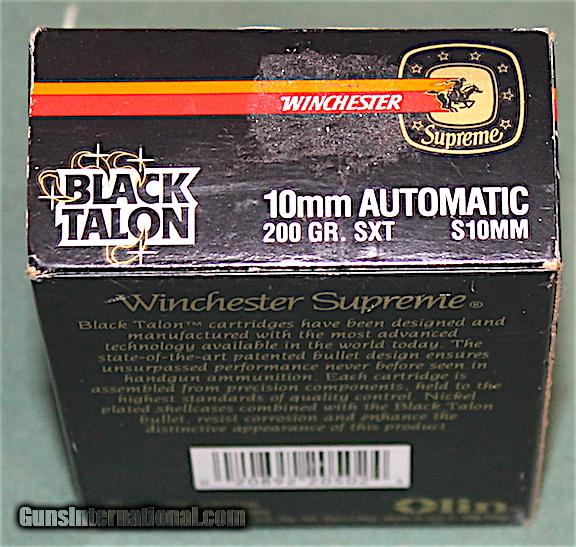 WINCHESTER
Supreme
BLACK
TALON
10mm AUTOMATIC
200 GR. SXT S10MM
Winchester Supreme®
Black Talon™ cartridges have been designed and
manufactured with the most advanced
technology available in the world today. The
state-of-the-art patented bullet design ensures
unsurpassed performance never before seen in
handgun ammunition. Each cartridge is
assembled from precision components, held to the
highest standards of quality control. Nickel
plated shellcases combined with the Black Talon
bullet, resist corrosion and enhance the
distinctive appearance of this product
0 20892 20302
Olin
GunsInternational.com